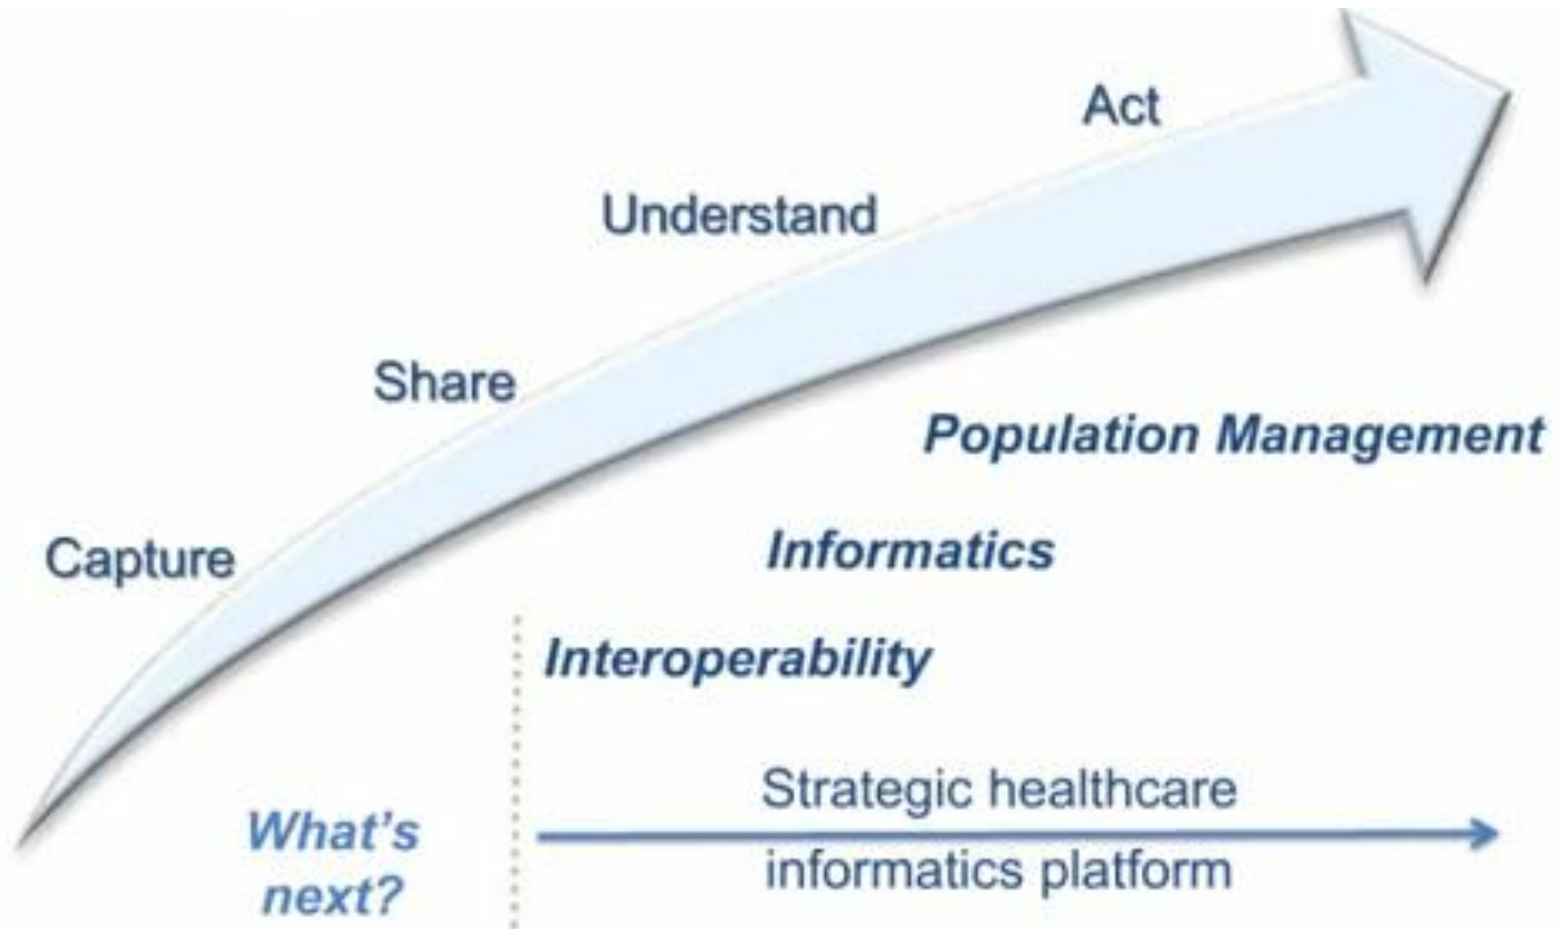 Act
Understand
Share
Population Management
Informatics
Capture
Interoperability
Strategic healthcare
informatics platform
What's
next?